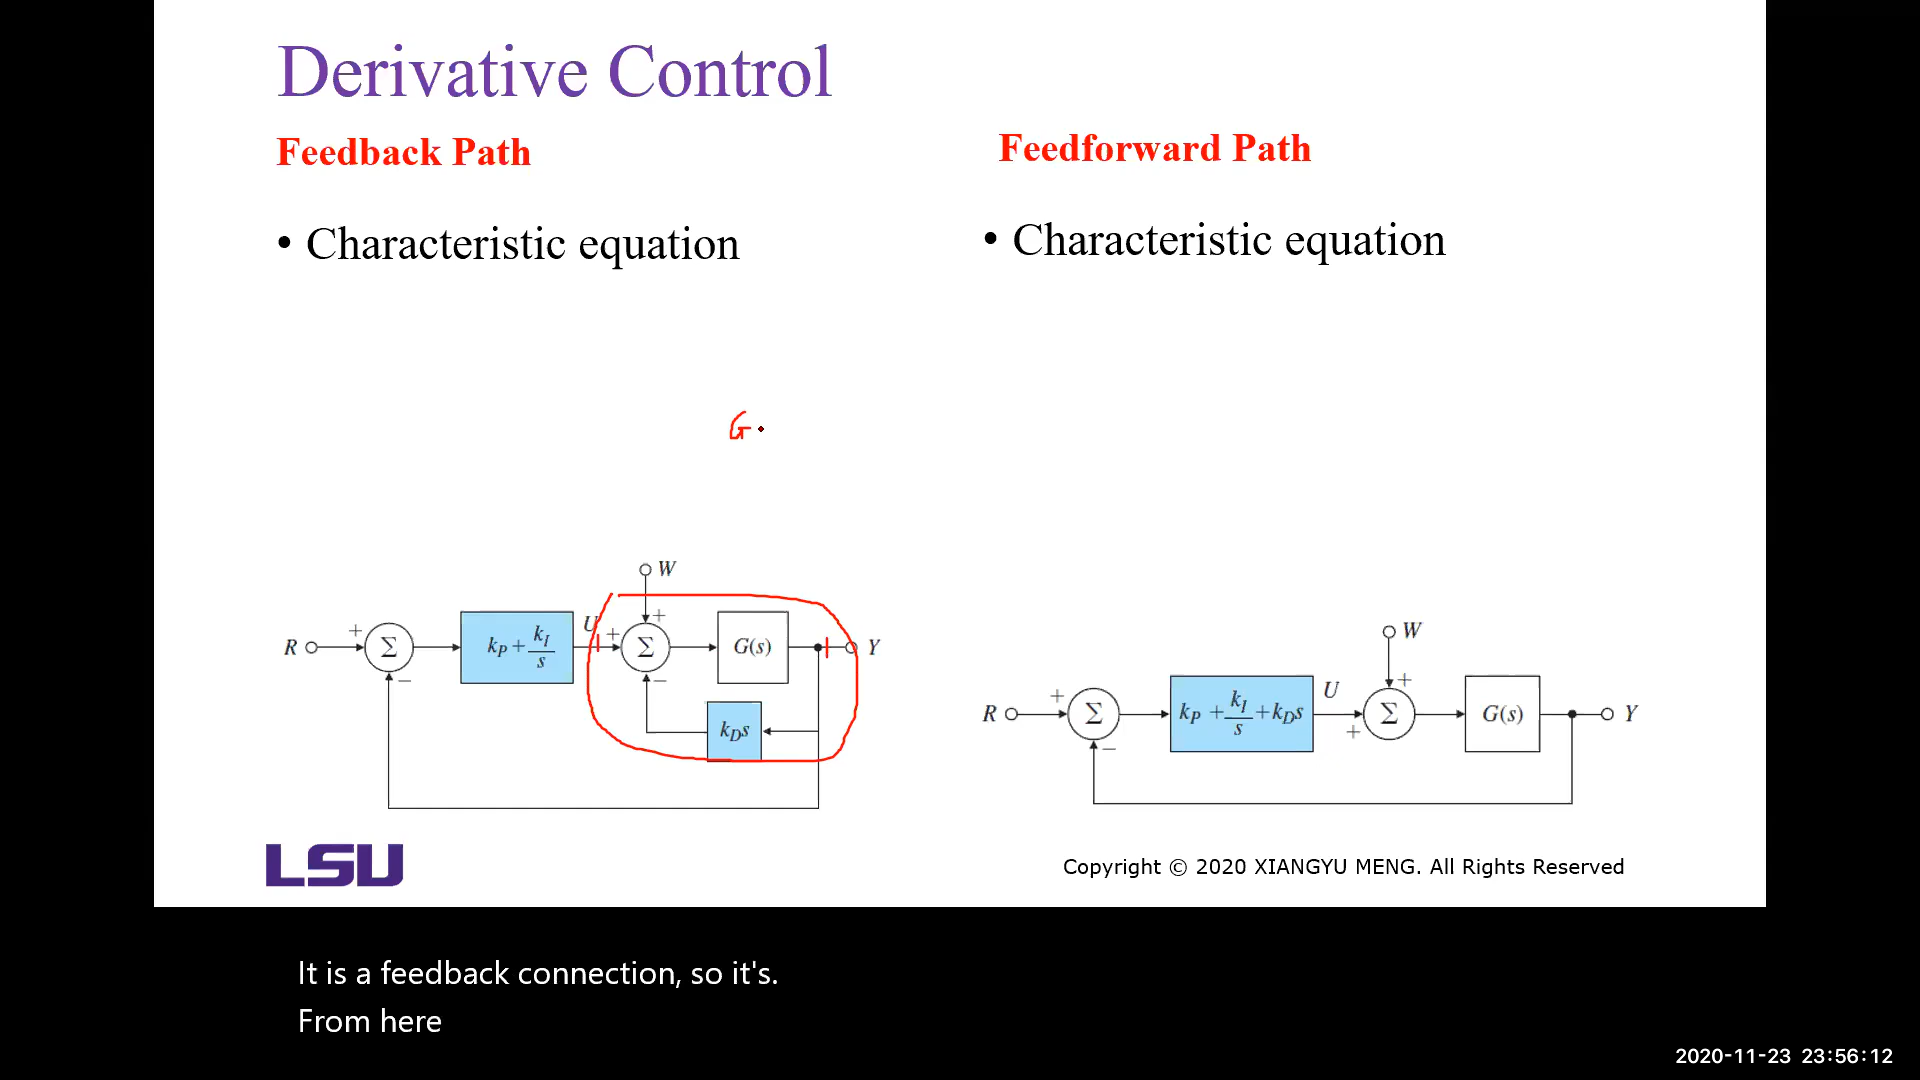 Derivative Control
Feedback Path
• Characteristic equation
G
W
R + Σ − kP + kI/s U + + Σ − G(s) Y
kDs
Feedforward Path
• Characteristic equation
W
R + Σ − kP + kI/s + kDs U + + Σ G(s) Y
LSU
Copyright © 2020 XIANGYU MENG. All Rights Reserved
It is a feedback connection, so it's.
From here
2020-11-23 23:56:12